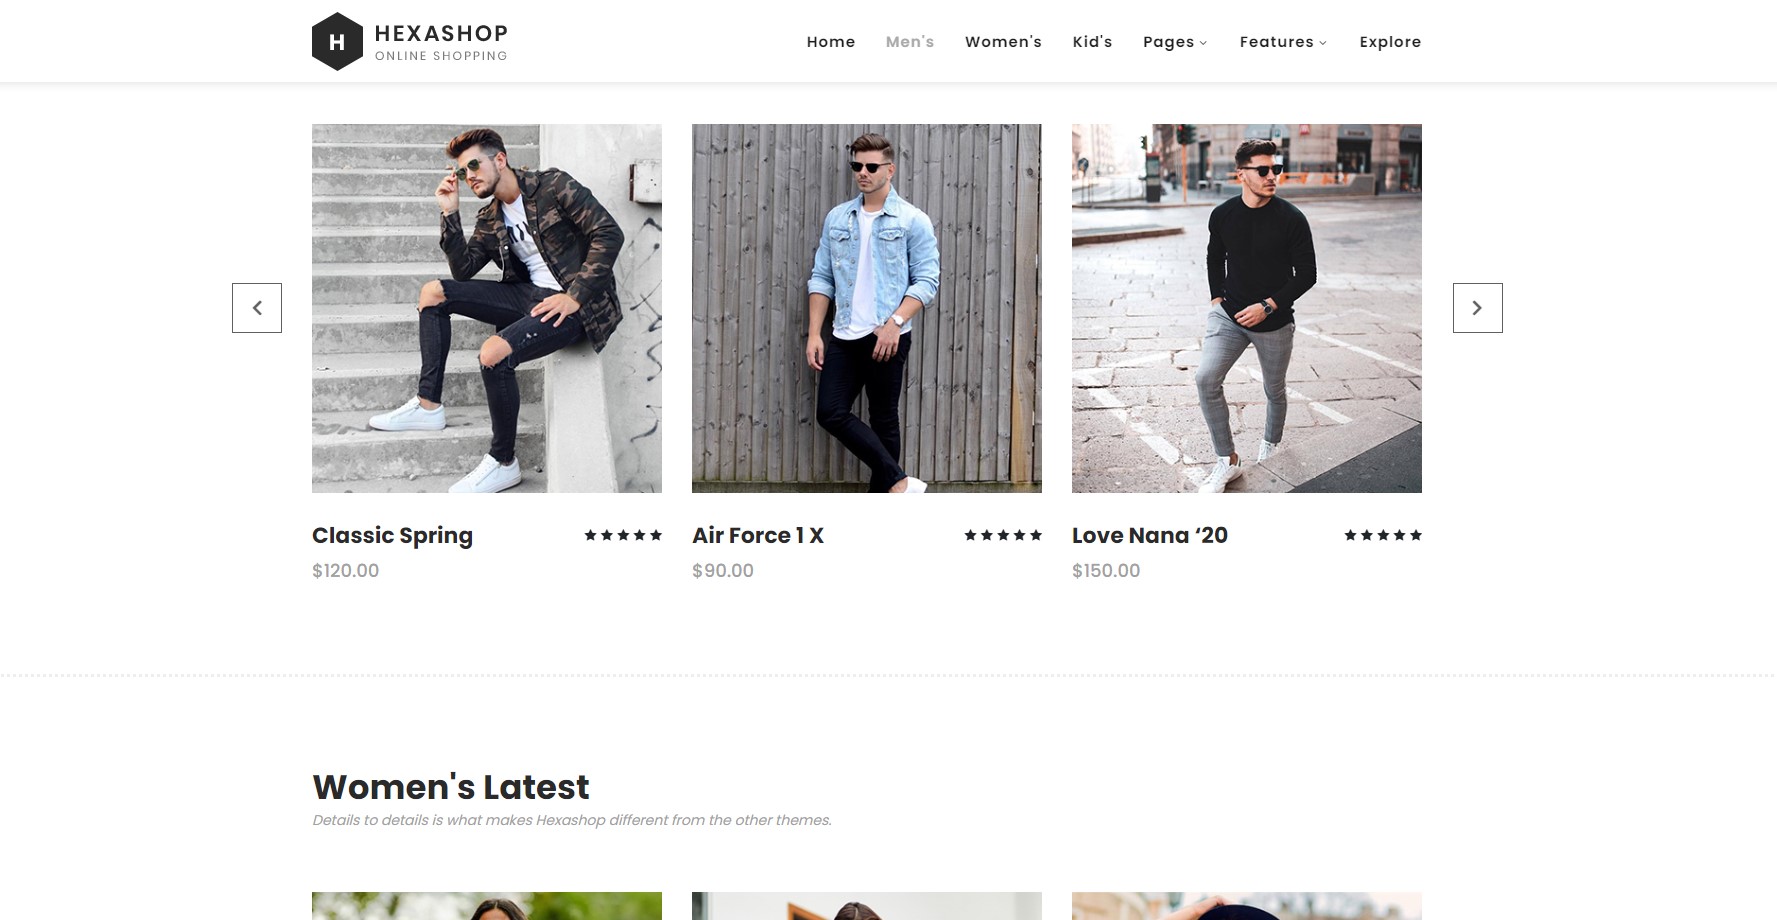 H
HEXASHOP
ONLINE SHOPPING
Home Men's Women's Kid's Pages Features Explore
Classic Spring
$120.00
Air Force 1 X
$90.00
Love Nana ‘20
$150.00
Women's Latest
Details to details is what makes Hexashop different from the other themes.